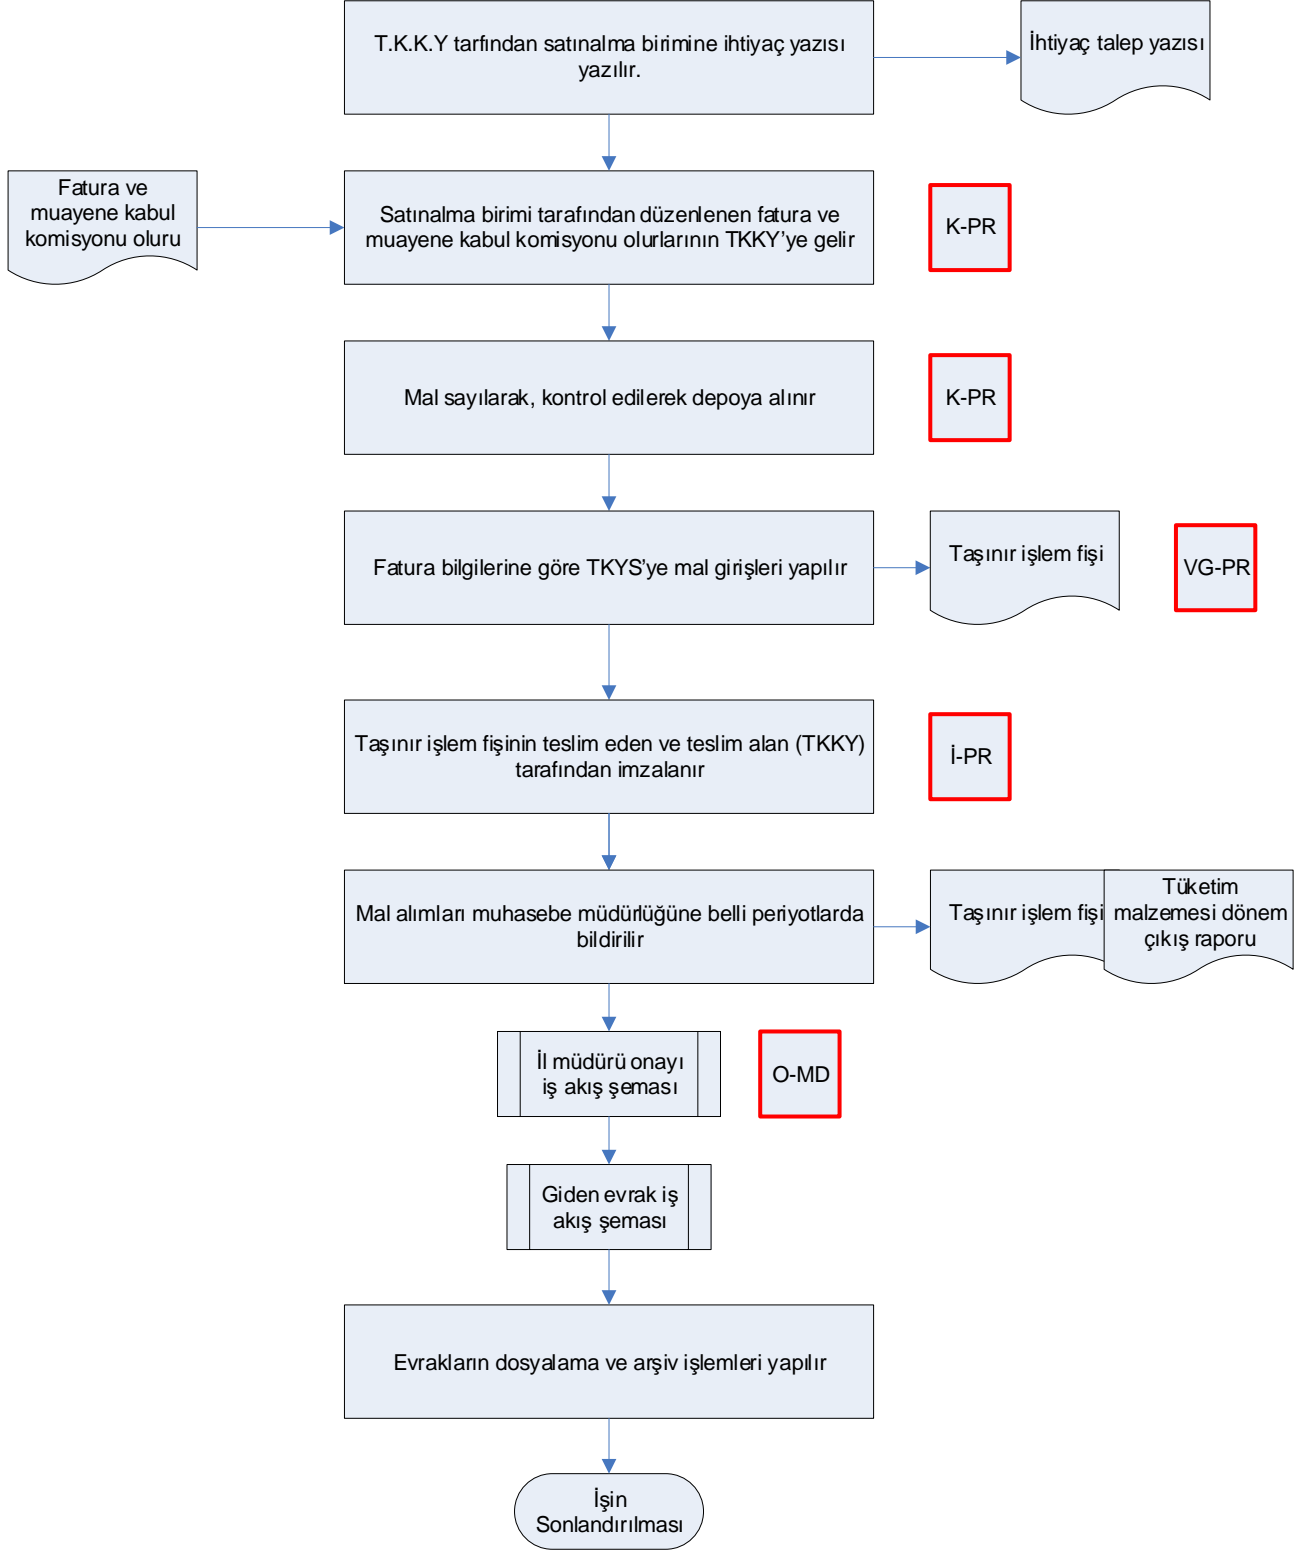 T.K.K.Y tarfından satınalma birimine ihtiyaç yazısı
yazılır.
İhtiyaç talep yazısı
Fatura ve
muayene kabul
komisyonu oluru
Satınalma birimi tarafından düzenlenen fatura ve
muayene kabul komisyonu olurlarının TKKY’ye gelir
K-PR
Mal sayılarak, kontrol edilerek depoya alınır
K-PR
Fatura bilgilerine göre TKYS’ye mal girişleri yapılır
Taşınır işlem fişi
VG-PR
Taşınır işlem fişinin teslim eden ve teslim alan (TKKY)
tarafından imzalanır
İ-PR
Mal alımları muhasebe müdürlüğüne belli periyotlarda
bildirilir
Taşınır işlem fişi
Tüketim
malzemesi dönem
çıkış raporu
İl müdürü onayı
iş akış şeması
O-MD
Giden evrak iş
akış şeması
Evrakların dosyalama ve arşiv işlemleri yapılır
İşin
Sonlandırılması